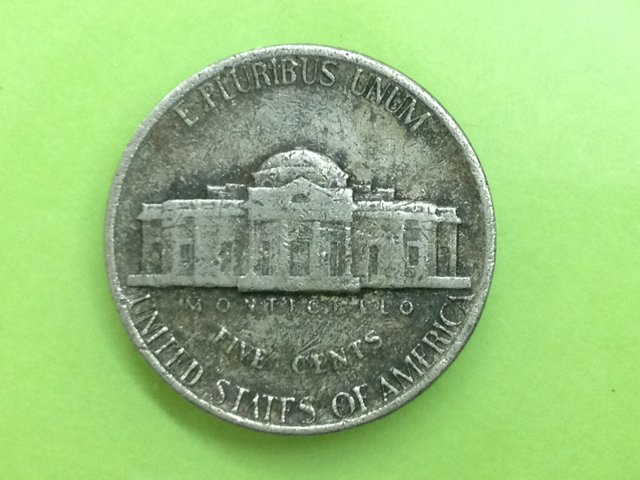 E PLURIBUS UNUM
MONTICELLO
FIVE CENTS
UNITED STATES OF AMERICA